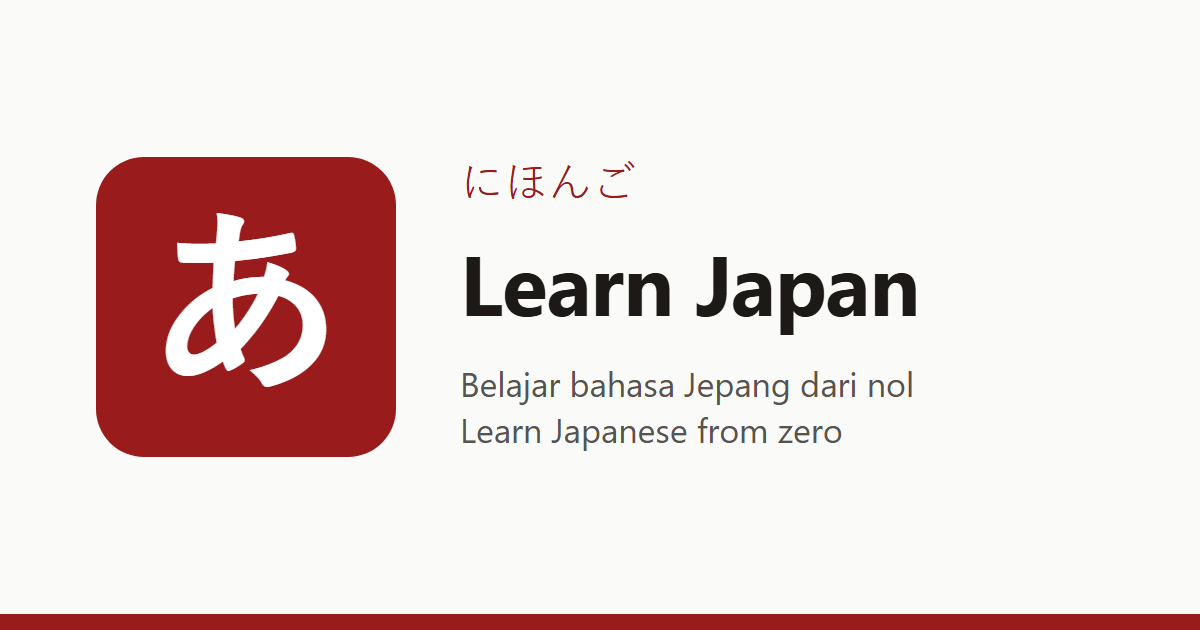 あ
にほんご
Learn Japan
Belajar bahasa Jepang dari nol
Learn Japanese from zero